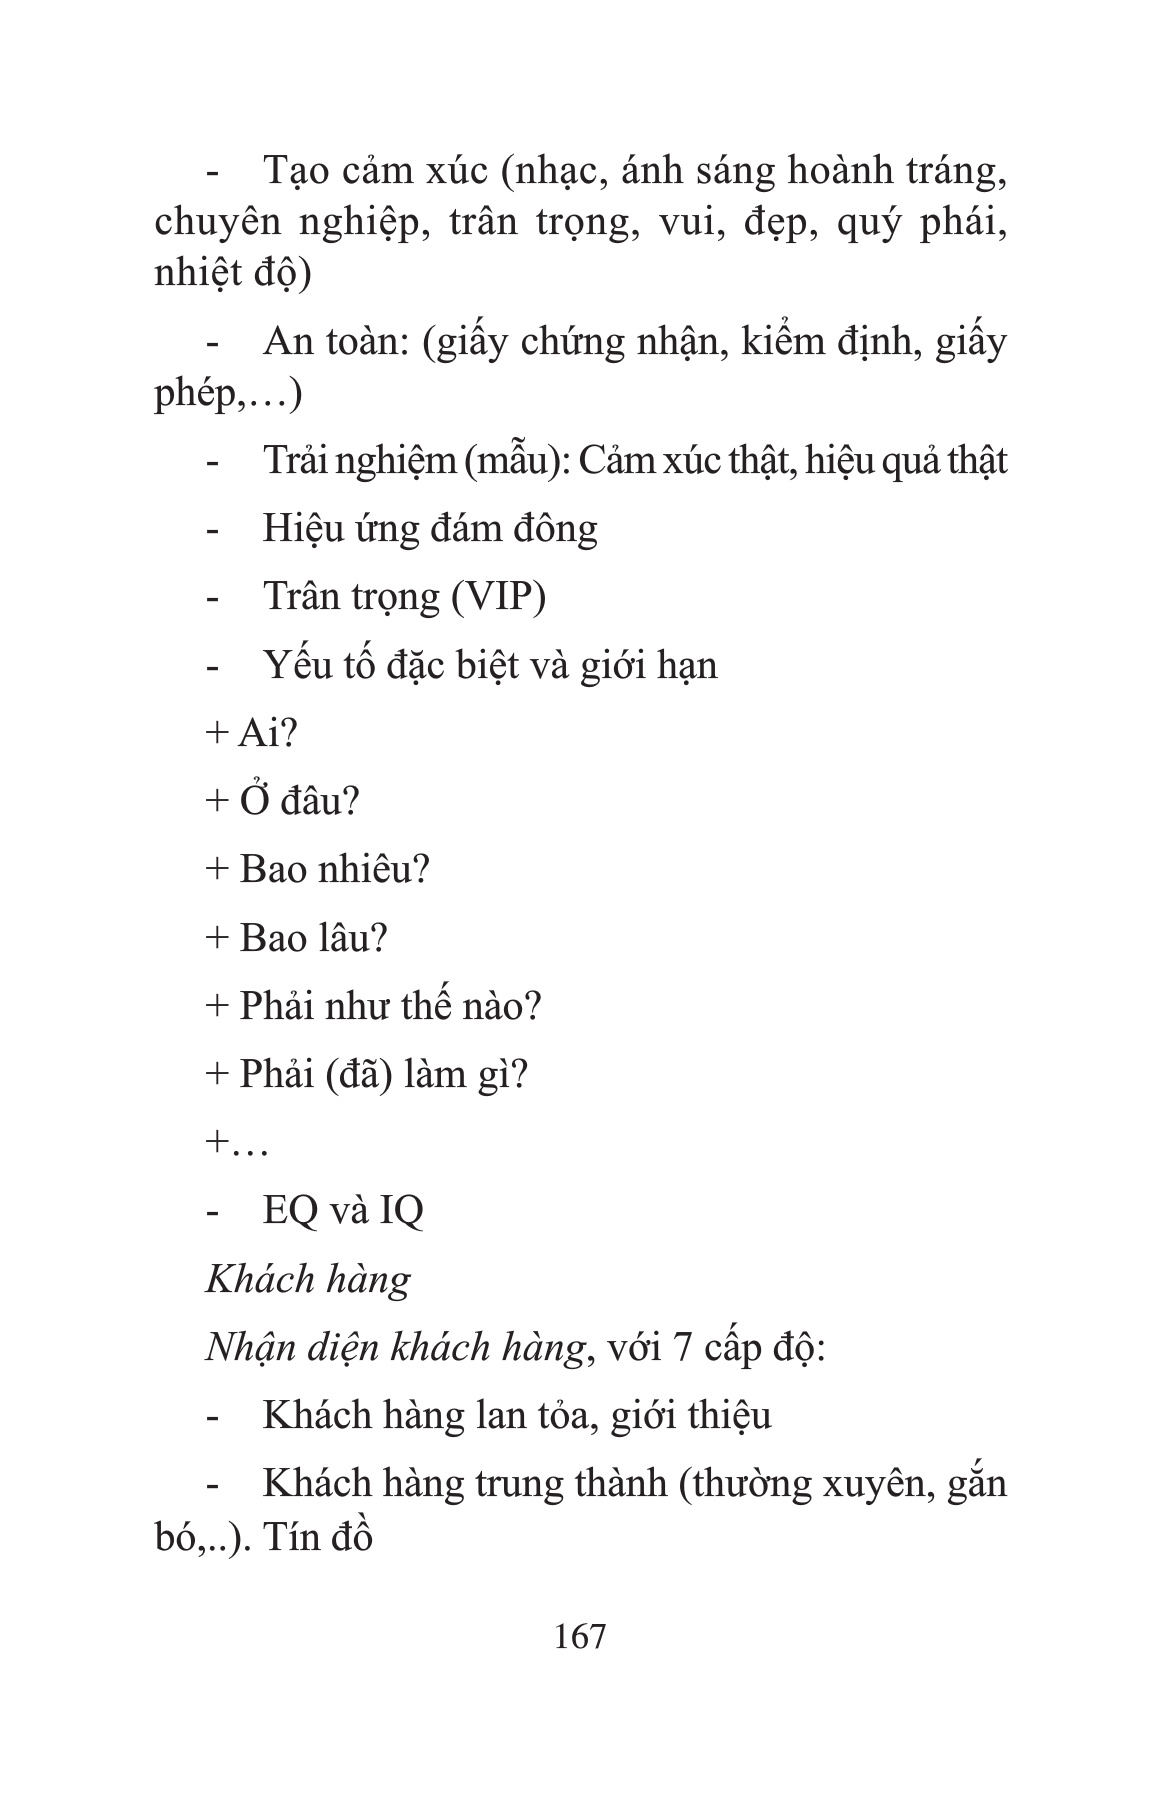 - Tạo cảm xúc (nhạc, ánh sáng hoành tráng,
chuyên nghiệp, trân trọng, vui, đẹp, quý phái,
nhiệt độ)
- An toàn: (giấy chứng nhận, kiểm định, giấy
phép,…)
- Trải nghiệm (mẫu): Cảm xúc thật, hiệu quả thật
- Hiệu ứng đám đông
- Trân trọng (VIP)
- Yếu tố đặc biệt và giới hạn
+ Ai?
+ Ở đâu?
+ Bao nhiêu?
+ Bao lâu?
+ Phải như thế nào?
+ Phải (đã) làm gì?
+…
- EQ và IQ
Khách hàng
Nhận diện khách hàng, với 7 cấp độ:
- Khách hàng lan tỏa, giới thiệu
- Khách hàng trung thành (thường xuyên, gắn
bó,..). Tín đồ
167